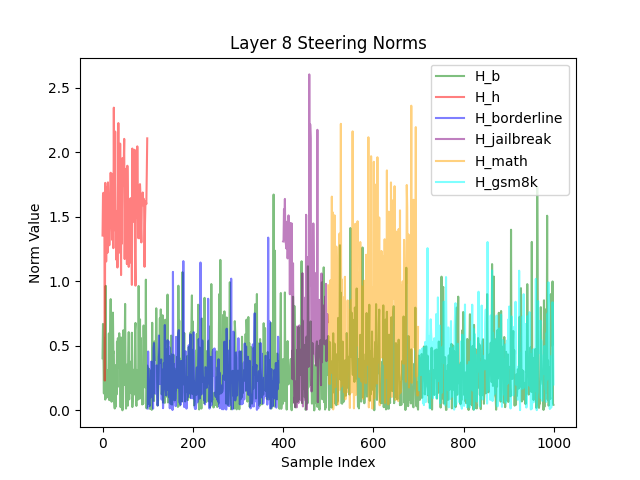 Layer 8 Steering Norms
H_b
H_h
H_borderline
H_jailbreak
H_math
H_gsm8k
Norm Value
2.5
2.0
1.5
1.0
0.5
0.0
0
200
400
600
800
1000
Sample Index